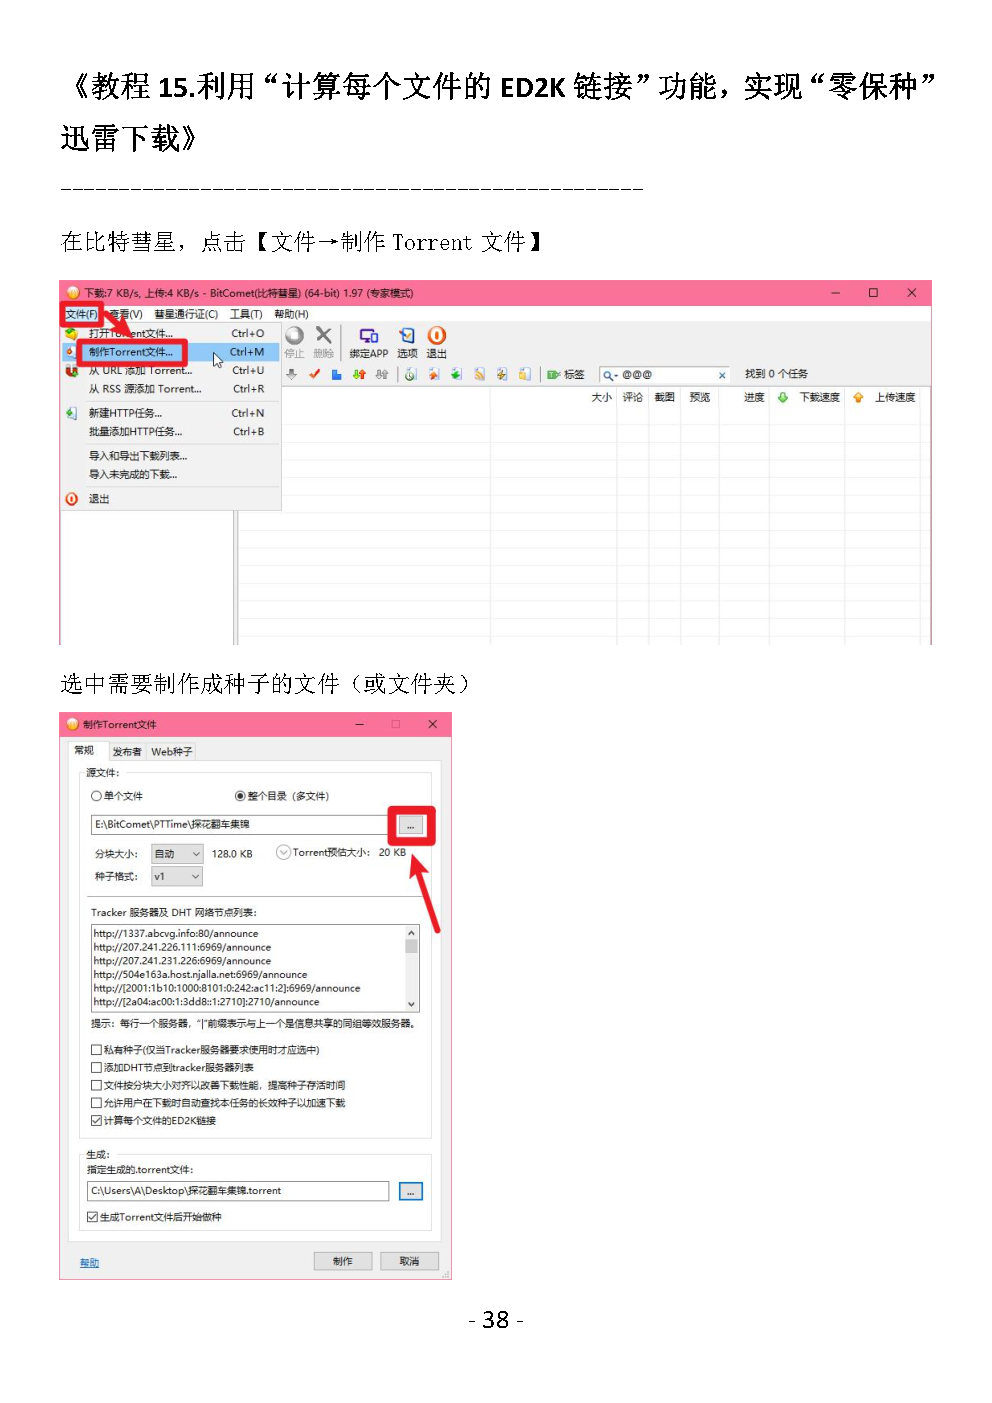 《教程 15.利用“计算每个文件的 ED2K 链接”功能，实现“零保种”
迅雷下载》
--------------------------------------------------
在比特彗星，点击【文件→制作 Torrent 文件】
下载:7 KB/s, 上传:4 KB/s - BitComet(比特彗星) (64-bit) 1.97 (专家模式)
文件(F) 查看(V) 彗星通行证(C) 工具(T) 帮助(H)
打开Torrent文件... Ctrl+O
制作Torrent文件... Ctrl+M
从 URL 添加 Torrent... Ctrl+U
从 RSS 源添加 Torrent... Ctrl+R
新建HTTP任务... Ctrl+N
批量添加HTTP任务... Ctrl+B
导入和导出下载列表...
导入未完成的下载...
退出
停止 删除 绑定APP 选项 退出
标签 @@@ 找到 0 个任务
大小 评论 截图 预览 进度 下载速度 上传速度
选中需要制作成种子的文件（或文件夹）
制作Torrent文件
常规 发布者 Web种子
源文件:
单个文件 整个目录（多文件)
E:\BitComet\PTTime\探花翻车集锦 ...
分块大小: 自动 128.0 KB Torrent预估大小: 20 KB
种子格式: v1
Tracker 服务器及 DHT 网络节点列表:
http://1337.abcvg.info:80/announce
http://207.241.226.111:6969/announce
http://207.241.231.226:6969/announce
http://504e163a.host.njalla.net:6969/announce
http://[2001:1b10:1000:8101:0:242:ac11:2]:6969/announce
http://[2a04:ac00:1:3dd8::1:2710]:2710/announce
提示: 每行一个服务器, "|"前缀表示与上一个是信息共享的同组等效服务器。
私有种子(仅当Tracker服务器要求使用时才应选中)
添加DHT节点到tracker服务器列表
文件按分块大小对齐以改善下载性能, 提高种子存活时间
允许用户在下载时自动查找本任务的长效种子以加速下载
计算每个文件的ED2K链接
生成:
指定生成的.torrent文件:
C:\Users\A\Desktop\探花翻车集锦.torrent ...
生成Torrent文件后开始做种
帮助 制作 取消
- 38 -